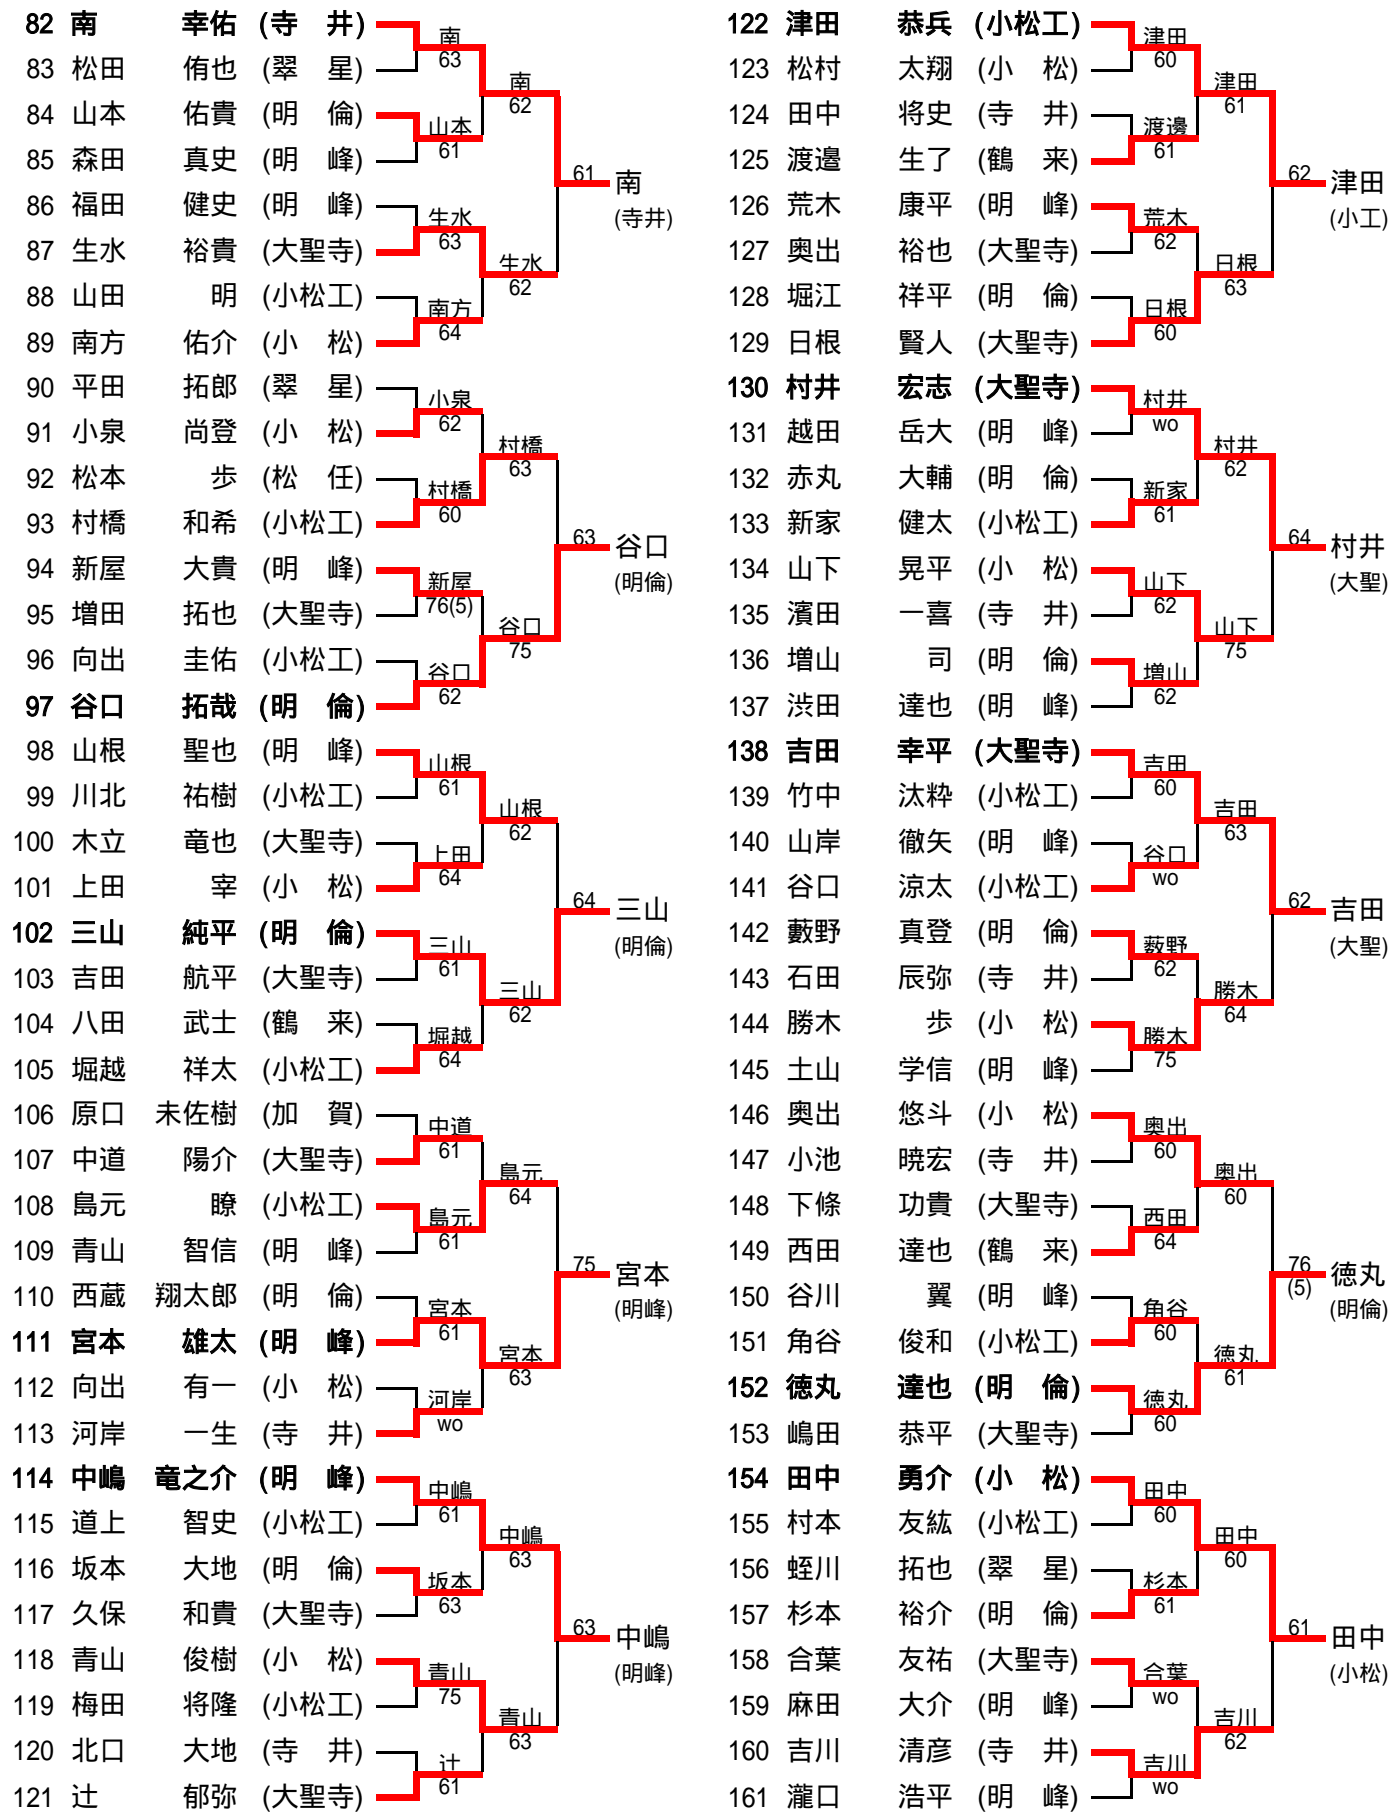 82 南 幸佑 (寺 井)
83 松田 侑也 (翠 星)
84 山本 佑貴 (明 倫)
85 森田 真史 (明 峰)
86 福田 健史 (明 峰)
87 生水 裕貴 (大聖寺)
88 山田 明 (小松工)
89 南方 佑介 (小 松)
南
63
山本
61
生水
63
南方
64
南
62
生水
62
61
南
(寺井)
90 平田 拓郎 (翠 星)
91 小泉 尚登 (小 松)
92 松本 歩 (松 任)
93 村橋 和希 (小松工)
94 新屋 大貴 (明 峰)
95 増田 拓也 (大聖寺)
96 向出 圭佑 (小松工)
97 谷口 拓哉 (明 倫)
小泉
62
村橋
60
新屋
76(5)
谷口
62
村橋
63
谷口
75
63
谷口
(明倫)
98 山根 聖也 (明 峰)
99 川北 祐樹 (小松工)
100 木立 竜也 (大聖寺)
101 上田 宰 (小 松)
102 三山 純平 (明 倫)
103 吉田 航平 (大聖寺)
104 八田 武士 (鶴 来)
105 堀越 祥太 (小松工)
山根
61
上田
64
三山
61
堀越
64
山根
62
三山
62
64
三山
(明倫)
106 原口 未佐樹 (加 賀)
107 中道 陽介 (大聖寺)
108 島元 瞭 (小松工)
109 青山 智信 (明 峰)
110 西蔵 翔太郎 (明 倫)
111 宮本 雄太 (明 峰)
112 向出 有一 (小 松)
113 河岸 一生 (寺 井)
中道
61
島元
61
宮本
61
河岸
wo
島元
64
宮本
63
75
宮本
(明峰)
114 中嶋 竜之介 (明 峰)
115 道上 智史 (小松工)
116 坂本 大地 (明 倫)
117 久保 和貴 (大聖寺)
118 青山 俊樹 (小 松)
119 梅田 将隆 (小松工)
120 北口 大地 (寺 井)
121 辻 郁弥 (大聖寺)
中嶋
61
坂本
63
青山
75
辻
61
中嶋
63
青山
63
63
中嶋
(明峰)
122 津田 恭兵 (小松工)
123 松村 太翔 (小 松)
124 田中 将史 (寺 井)
125 渡邉 生了 (鶴 来)
126 荒木 康平 (明 峰)
127 奥出 裕也 (大聖寺)
128 堀江 祥平 (明 倫)
129 日根 賢人 (大聖寺)
津田
60
渡邉
61
荒木
62
日根
60
津田
61
日根
63
62
津田
(小工)
130 村井 宏志 (大聖寺)
131 越田 岳大 (明 峰)
132 赤丸 大輔 (明 倫)
133 新家 健太 (小松工)
134 山下 晃平 (小 松)
135 濱田 一喜 (寺 井)
136 増山 司 (明 倫)
137 渋田 達也 (明 峰)
村井
wo
新家
61
山下
62
増山
62
村井
62
山下
75
64
村井
(大聖)
138 吉田 幸平 (大聖寺)
139 竹中 汰粋 (小松工)
140 山岸 徹矢 (明 峰)
141 谷口 涼太 (小松工)
142 藪野 真登 (明 倫)
143 石田 辰弥 (寺 井)
144 勝木 歩 (小 松)
145 土山 学信 (明 峰)
吉田
60
谷口
wo
薮野
62
勝木
75
吉田
63
勝木
64
62
吉田
(大聖)
146 奥出 悠斗 (小 松)
147 小池 暁宏 (寺 井)
148 下條 功貴 (大聖寺)
149 西田 達也 (鶴 来)
150 谷川 翼 (明 峰)
151 角谷 俊和 (小松工)
152 徳丸 達也 (明 倫)
153 嶋田 恭平 (大聖寺)
奥出
60
西田
64
角谷
60
徳丸
60
奥出
60
徳丸
61
76
(5)
徳丸
(明倫)
154 田中 勇介 (小 松)
155 村本 友紘 (小松工)
156 蛭川 拓也 (翠 星)
157 杉本 裕介 (明 倫)
158 合葉 友祐 (大聖寺)
159 麻田 大介 (明 峰)
160 吉川 清彦 (寺 井)
161 瀧口 浩平 (明 峰)
田中
60
杉本
61
合葉
wo
吉川
wo
田中
60
吉川
62
61
田中
(小松)